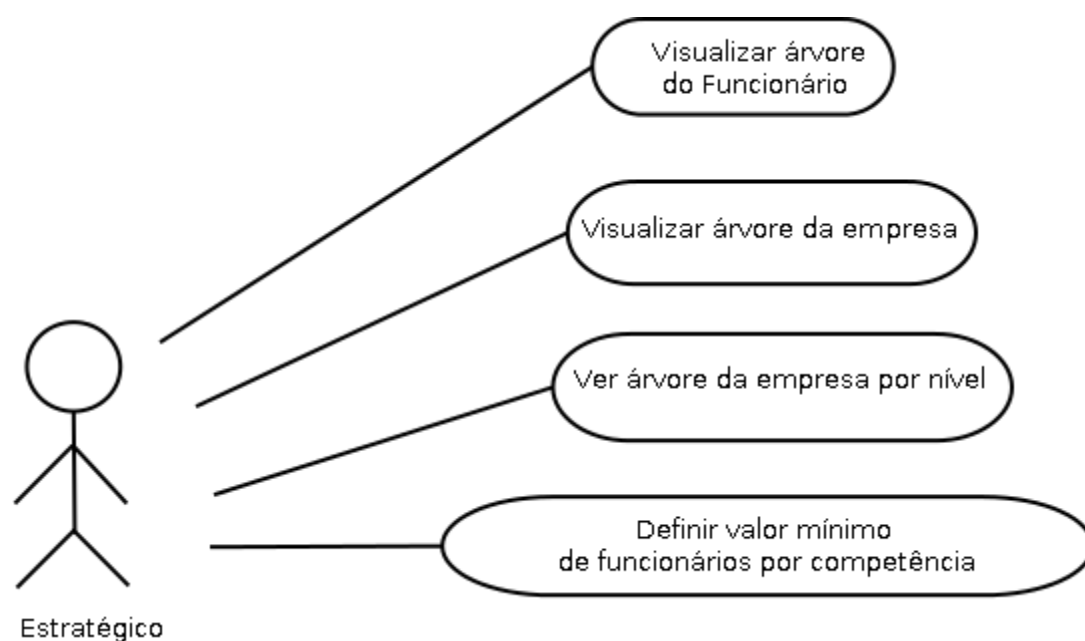 Visualizar árvore
do Funcionário
Visualizar árvore da empresa
Ver árvore da empresa por nível
Definir valor mínimo
de funcionários por competência
Estratégico